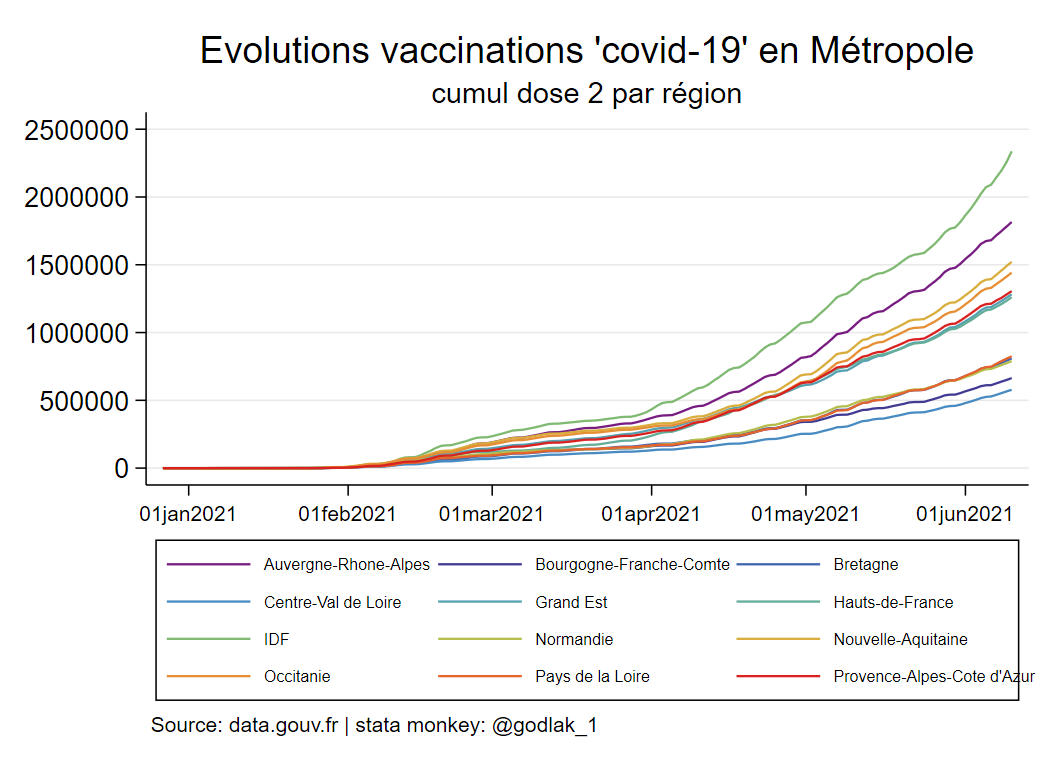 Evolutions vaccinations 'covid-19' en Métropole
cumul dose 2 par région
2500000
2000000
1500000
1000000
500000
0
01jan2021 01feb2021 01mar2021 01apr2021 01may2021 01jun2021
Auvergne-Rhone-Alpes Bourgogne-Franche-Comte Bretagne
Centre-Val de Loire Grand Est Hauts-de-France
IDF Normandie Nouvelle-Aquitaine
Occitanie Pays de la Loire Provence-Alpes-Cote d'Azur
Source: data.gouv.fr | stata monkey: @godlak_1